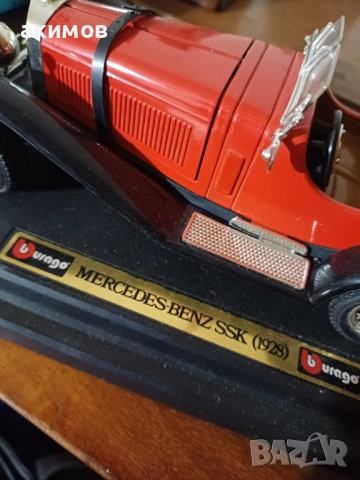 акимов
burago MERCEDES-BENZ SSK (1928) burago
BAZAR